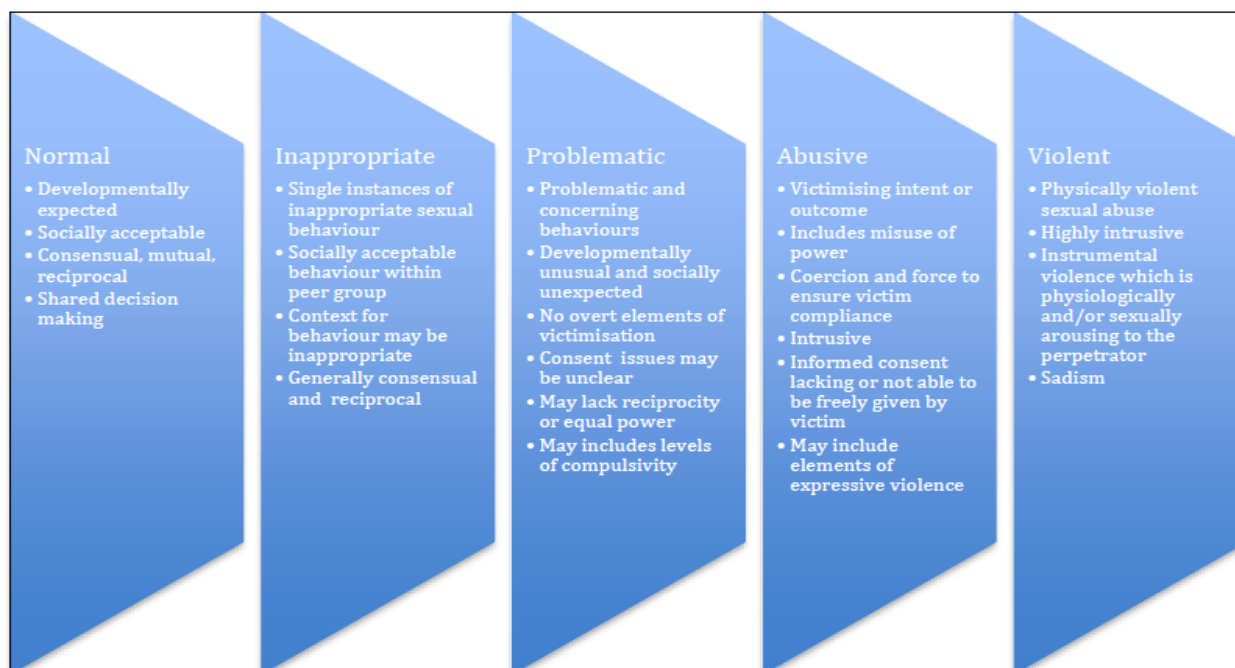 Normal
• Developmentally
expected
• Socially acceptable
• Consensual, mutual,
reciprocal
• Shared decision
making
Inappropriate
• Single instances of
inappropriate sexual
behaviour
• Socially acceptable
behaviour within
peer group
• Context for
behaviour may be
inappropriate
• Generally consensual
and reciprocal
Problematic
• Problematic and
concerning
behaviours
• Developmentally
unusual and socially
unexpected
• No overt elements of
victimisation
• Consent issues may
be unclear
• May lack reciprocity
or equal power
• May includes levels
of compulsivity
Abusive
• Victimising intent or
outcome
• Includes misuse of
power
• Coercion and force to
ensure victim
compliance
• Intrusive
• Informed consent
lacking or not able to
be freely given by
victim
• May include
elements of
expressive violence
Violent
• Physically violent
sexual abuse
• Highly intrusive
• Instrumental
violence which is
physiologically
and/or sexually
arousing to the
perpetrator
• Sadism